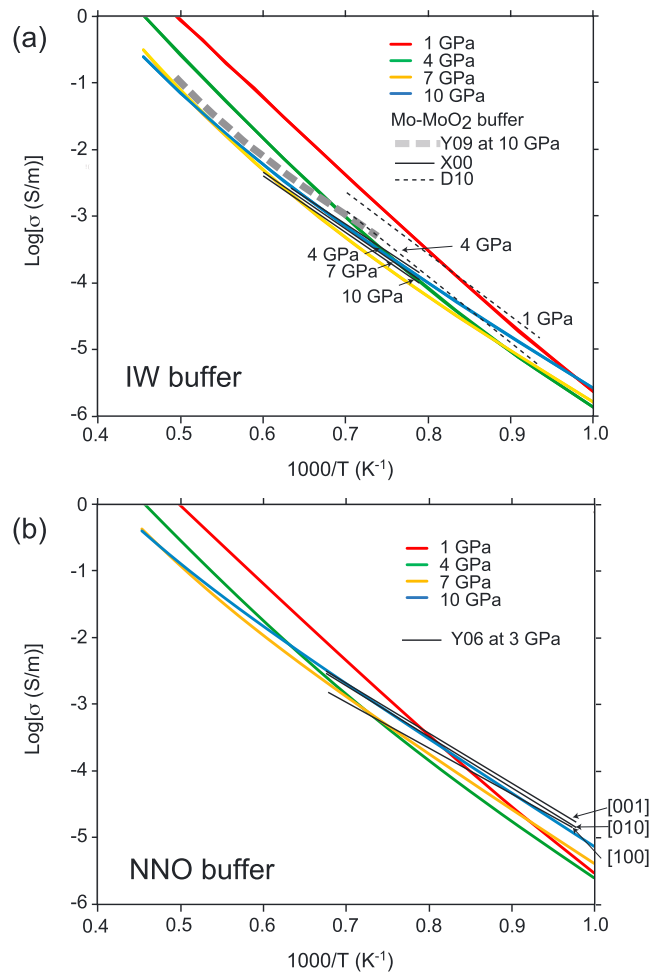 (a)
0
-1
-2
-3
-4
-5
-6
Log[σ (S/m)]
1 GPa
4 GPa
7 GPa
10 GPa
Mo-MoO2 buffer
Y09 at 10 GPa
X00
D10
4 GPa
4 GPa
7 GPa
10 GPa
1 GPa
IW buffer
0.4 0.5 0.6 0.7 0.8 0.9 1.0
1000/T (K-1)
(b)
0
-1
-2
-3
-4
-5
-6
Log[σ (S/m)]
1 GPa
4 GPa
7 GPa
10 GPa
Y06 at 3 GPa
[001]
[010]
[100]
NNO buffer
0.4 0.5 0.6 0.7 0.8 0.9 1.0
1000/T (K-1)